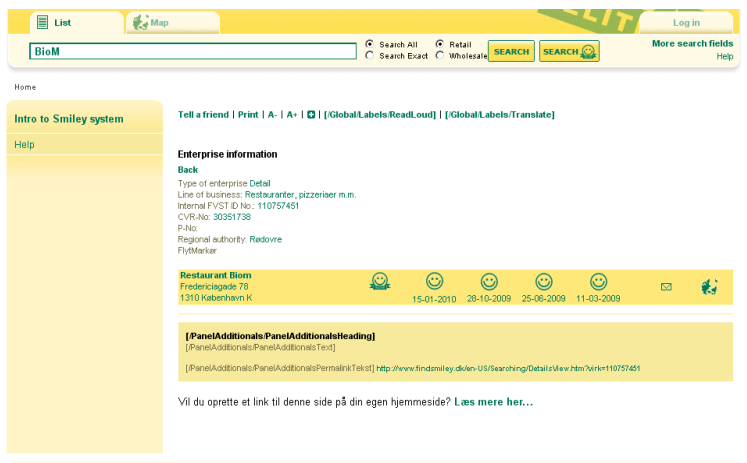 ELIT
List
Map
Log in
BioM
Search All
Retail
Search Exact
Wholesale
SEARCH
SEARCH
More search fields
Help
Home
Intro to Smiley system
Help
Tell a friend | Print | A- | A+ | [/Global/Labels/ReadLoud] | [/Global/Labels/Translate]
Enterprise information
Back
Type of enterprise Detail
Line of business: Restauranter, pizzeriaer m.m.
Internal FVST ID No.: 110757451
CVR-No: 30351738
P-No:
Regional authority: Rødovre
FlytMarkør
Restaurant Biom
Fredericiagade 78
1310 København K
15-01-2010 28-10-2009 25-06-2009 11-03-2009
[/PanelAdditionals/PanelAdditionalsHeading]
[/PanelAdditionals/PanelAdditionalsText]
[/PanelAdditionals/PanelAdditionalsPermalinkTekst] http://www.findsmiley.dk/en-US/Searching/DetailsView.htm?virk=110757451
Vil du oprette et link til denne side på din egen hjemmeside? Læs mere her...